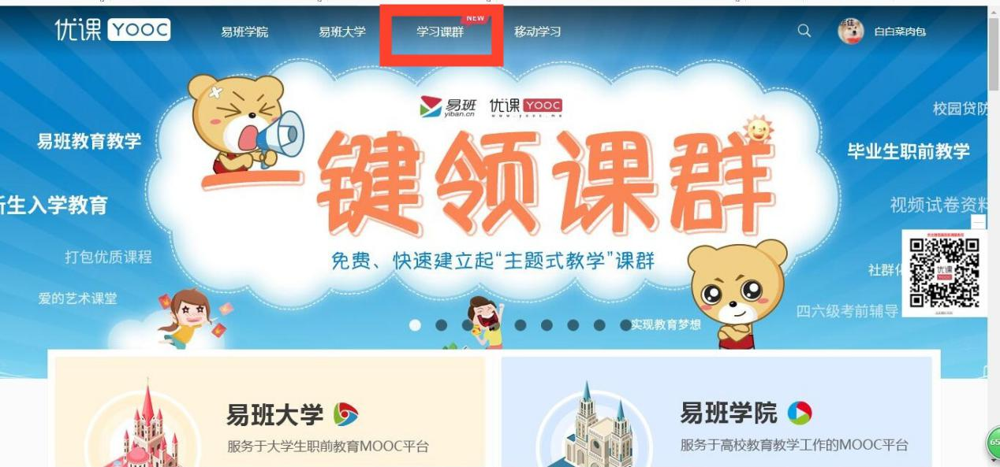 优课 YOOC
易班学院
易班大学
学习课群
NEW
移动学习
白白菜肉包
易班
yiban.cn
优课 YOOC
www.yooc.me
一键领课群
免费、快速建立起“主题式教学”课群
易班教育教学
新生入学教育
打包优质课程
爱的艺术课堂
校园贷防
毕业生职前教学
视频试卷资料
社群化
四六级考前辅导
实现教育梦想
优课
YOOC
易班大学
服务于大学生职前教育MOOC平台
易班学院
服务于高校教育教学工作的MOOC平台
65